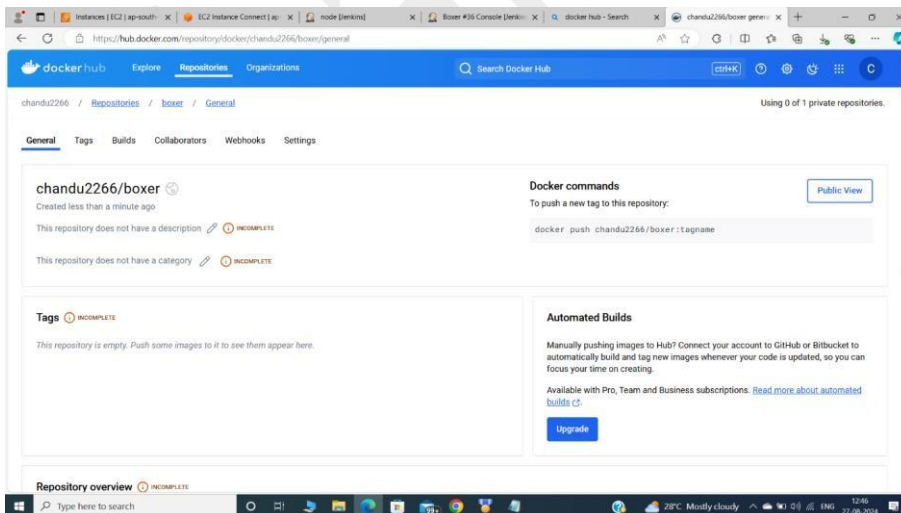 Instances | EC2 | ap-south-
EC2 Instance Connect | ap-
node [Jenkins]
Boxer #36 Console [Jenkin
docker hub - Search
chandu2266/boxer genera
https://hub.docker.com/repository/docker/chandu2266/boxer/general
dockerhub Explore Repositories Organizations Search Docker Hub ctrl+K C
chandu2266 / Repositories / boxer / General Using 0 of 1 private repositories.
General Tags Builds Collaborators Webhooks Settings
chandu2266/boxer
Created less than a minute ago
This repository does not have a description INCOMPLETE
This repository does not have a category INCOMPLETE
Docker commands
Public View
To push a new tag to this repository:
docker push chandu2266/boxer:tagname
Tags INCOMPLETE
This repository is empty. Push some images to it to see them appear here.
Automated Builds
Manually pushing images to Hub? Connect your account to GitHub or Bitbucket to
automatically build and tag new images whenever your code is updated, so you can
focus your time on creating.
Available with Pro, Team and Business subscriptions. Read more about automated
builds
Upgrade
Repository overview INCOMPLETE
Type here to search
99+
28°C Mostly cloudy
ENG
12:46
27-08-2024